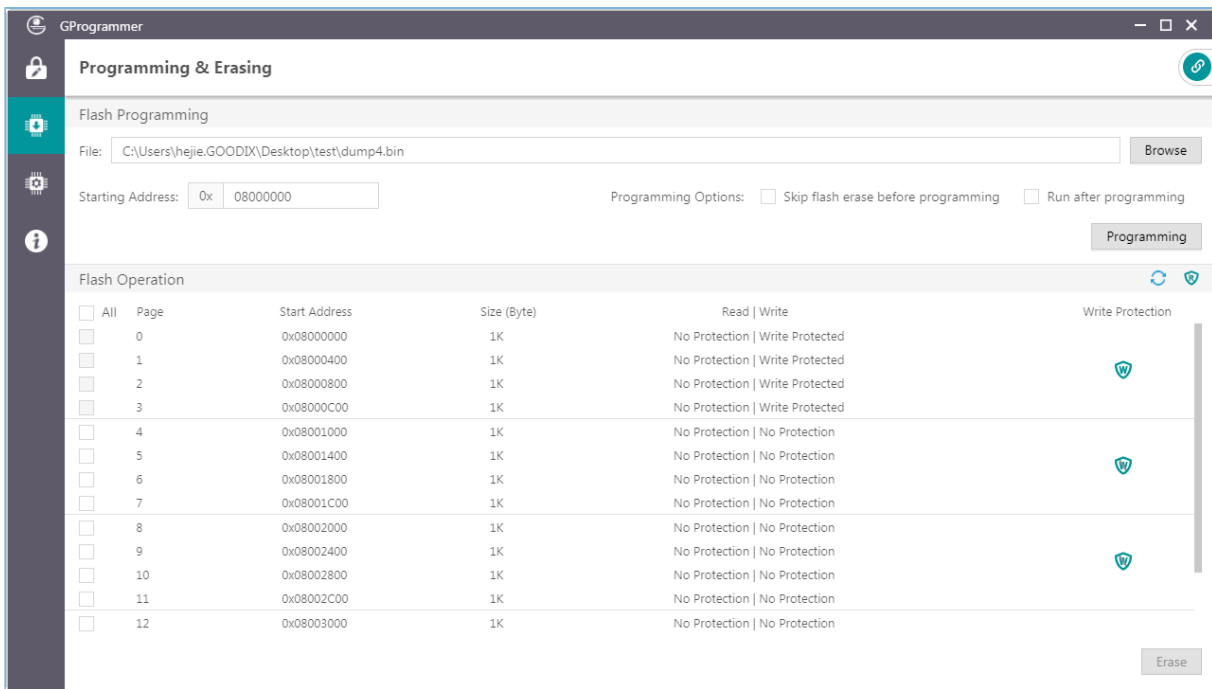 GProgrammer
Programming & Erasing
Flash Programming
File: C:\Users\hejie.GOODIX\Desktop\test\dump4.bin Browse
Starting Address: 0x 08000000 Programming Options: Skip flash erase before programming Run after programming
Programming
Flash Operation
All Page Start Address Size (Byte) Read | Write Write Protection
0 0x08000000 1K No Protection | Write Protected
1 0x08000400 1K No Protection | Write Protected
2 0x08000800 1K No Protection | Write Protected
3 0x08000C00 1K No Protection | Write Protected
4 0x08001000 1K No Protection | No Protection
5 0x08001400 1K No Protection | No Protection
6 0x08001800 1K No Protection | No Protection
7 0x08001C00 1K No Protection | No Protection
8 0x08002000 1K No Protection | No Protection
9 0x08002400 1K No Protection | No Protection
10 0x08002800 1K No Protection | No Protection
11 0x08002C00 1K No Protection | No Protection
12 0x08003000 1K No Protection | No Protection
Erase